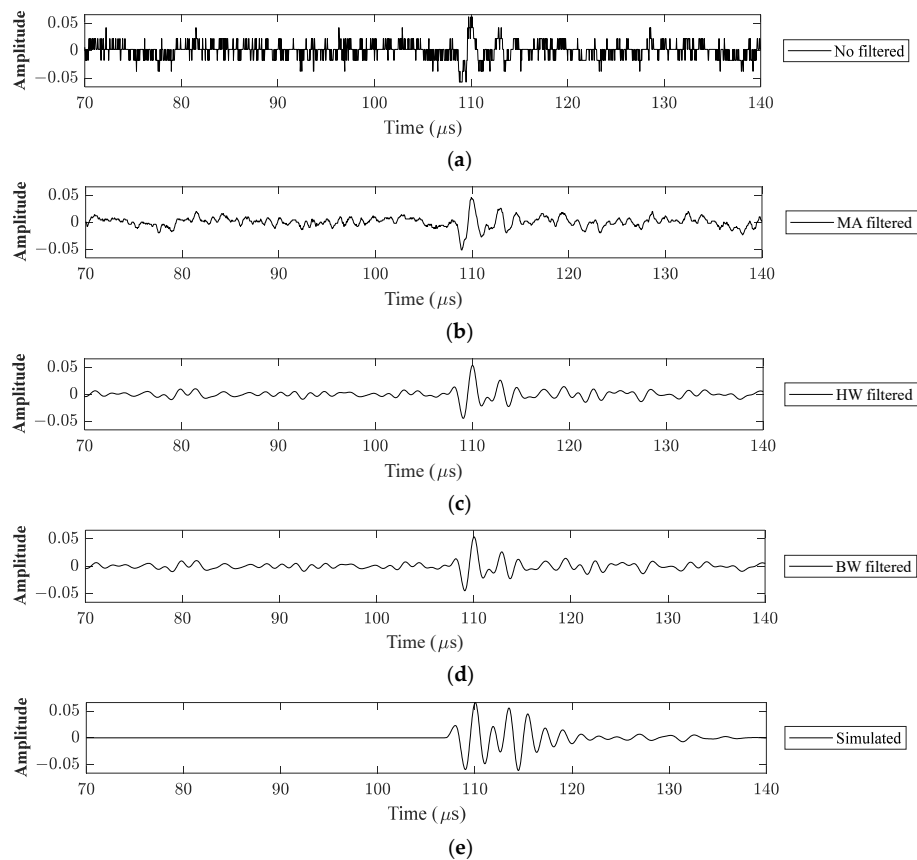 Amplitude
0.05
0
−0.05
70 80 90 100 110 120 130 140
Time (μs)
No filtered
(a)
Amplitude
0.05
0
−0.05
70 80 90 100 110 120 130 140
Time (μs)
MA filtered
(b)
Amplitude
0.05
0
−0.05
70 80 90 100 110 120 130 140
Time (μs)
HW filtered
(c)
Amplitude
0.05
0
−0.05
70 80 90 100 110 120 130 140
Time (μs)
BW filtered
(d)
Amplitude
0.05
0
−0.05
70 80 90 100 110 120 130 140
Time (μs)
Simulated
(e)